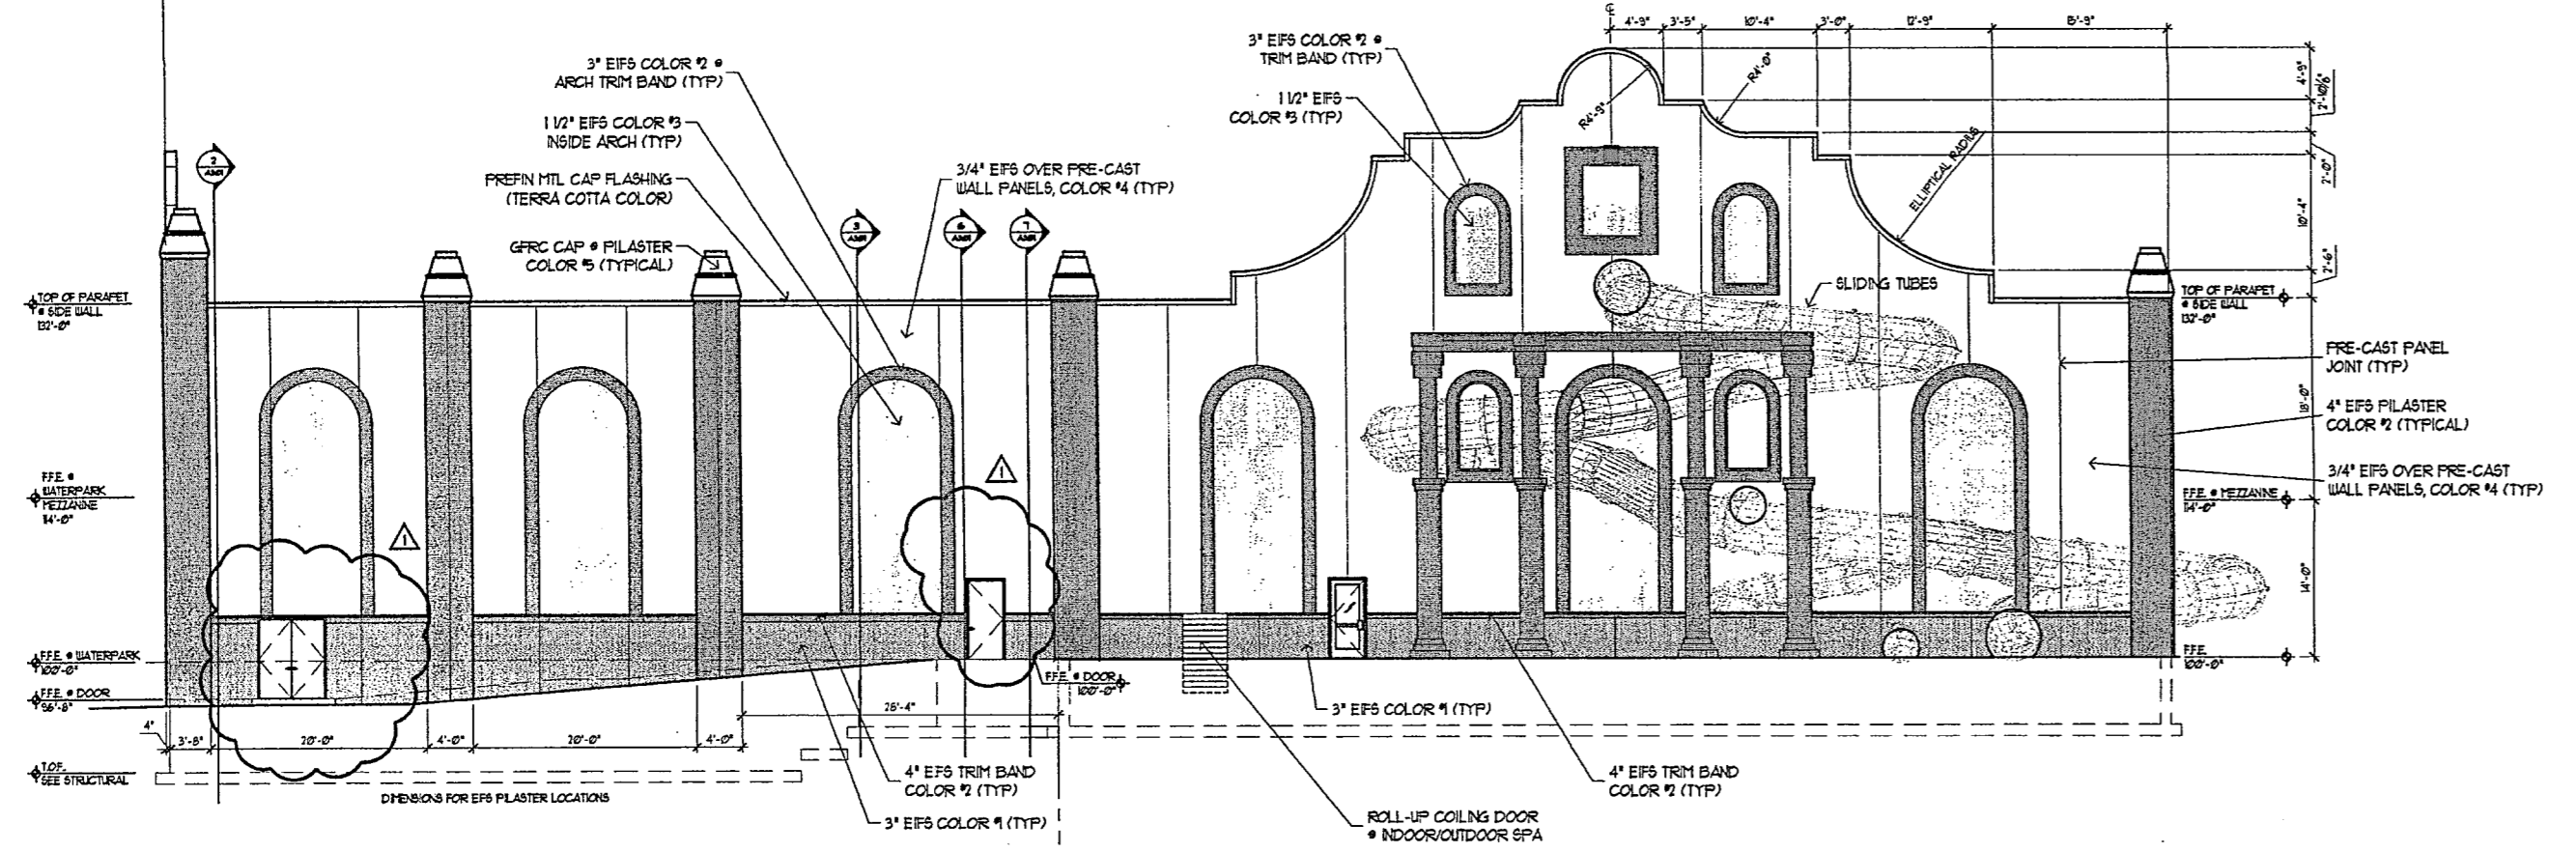 ℄
4'-9" 3'-5" 10'-4" 3'-0" 12'-9" 15'-9"
3" EIFS COLOR #2 @
ARCH TRIM BAND (TYP)
1 1/2" EIFS COLOR #3
INSIDE ARCH (TYP)
PREFIN MTL CAP FLASHING
(TERRA COTTA COLOR)
GFRC CAP @ PILASTER
COLOR #5 (TYPICAL)
3/4" EIFS OVER PRE-CAST
WALL PANELS, COLOR #4 (TYP)
3" EIFS COLOR #2 @
TRIM BAND (TYP)
1 1/2" EIFS
COLOR #3 (TYP)
R4'-9"
R4'-0"
ELLIPTICAL RADIUS
SLIDING TUBES
4'-9"
2'-10 1/8"
2'-0"
10'-4"
2'-6"
18'-0"
14'-0"
2
6
7
TOP OF PARAPET
@ SIDE WALL
132'-0"
F.F.E. @
WATERPARK
MEZZANINE
114'-0"
F.F.E. @ WATERPARK
100'-0"
F.F.E. @ DOOR
96'-8"
T.O.F.
SEE STRUCTURAL
1
1
TOP OF PARAPET
@ SIDE WALL
132'-0"
PRE-CAST PANEL
JOINT (TYP)
4" EIFS PILASTER
COLOR #2 (TYPICAL)
3/4" EIFS OVER PRE-CAST
WALL PANELS, COLOR #4 (TYP)
F.F.E. @ MEZZANINE
114'-0"
F.F.E.
100'-0"
F.F.E. @ DOOR
100'-0"
4" 3'-8" 20'-0" 4'-0" 20'-0" 4'-0" 28'-4"
DIMENSIONS FOR EIFS PILASTER LOCATIONS
4" EIFS TRIM BAND
COLOR #2 (TYP)
3" EIFS COLOR #1 (TYP)
3" EIFS COLOR #1 (TYP)
4" EIFS TRIM BAND
COLOR #2 (TYP)
ROLL-UP COILING DOOR
@ INDOOR/OUTDOOR SPA